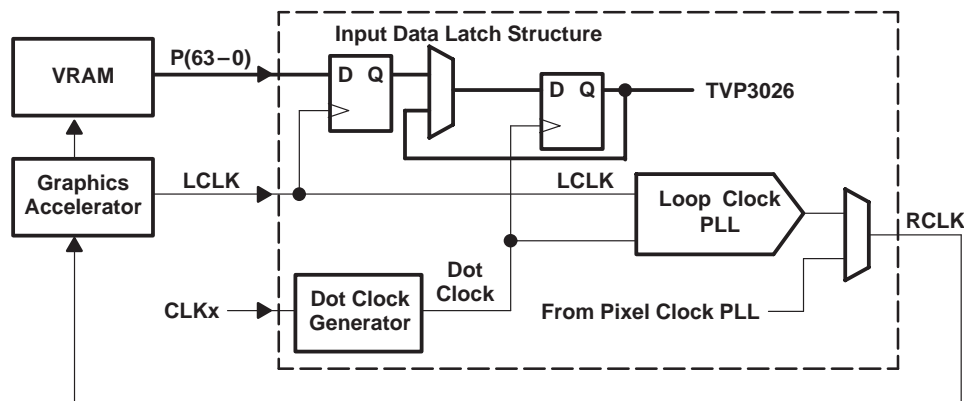 Input Data Latch Structure
VRAM
P(63–0)
D Q
D Q
TVP3026
Graphics
Accelerator
LCLK
LCLK
Loop Clock
PLL
RCLK
Dot
Clock
CLKx
Dot Clock
Generator
From Pixel Clock PLL